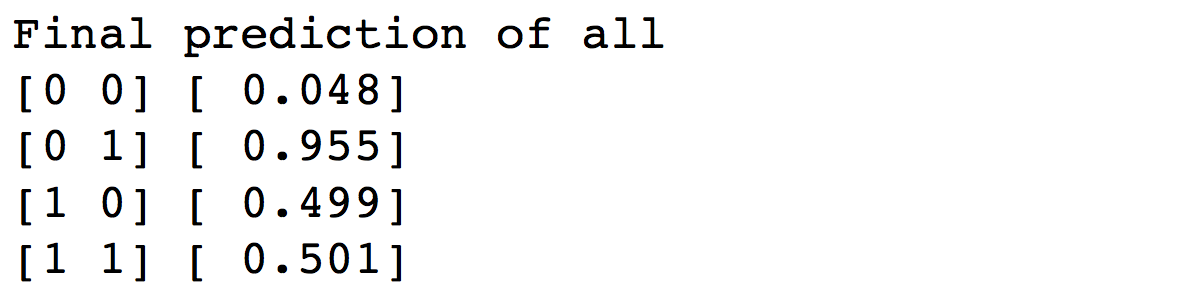 Final prediction of all
[0 0] [ 0.048]
[0 1] [ 0.955]
[1 0] [ 0.499]
[1 1] [ 0.501]